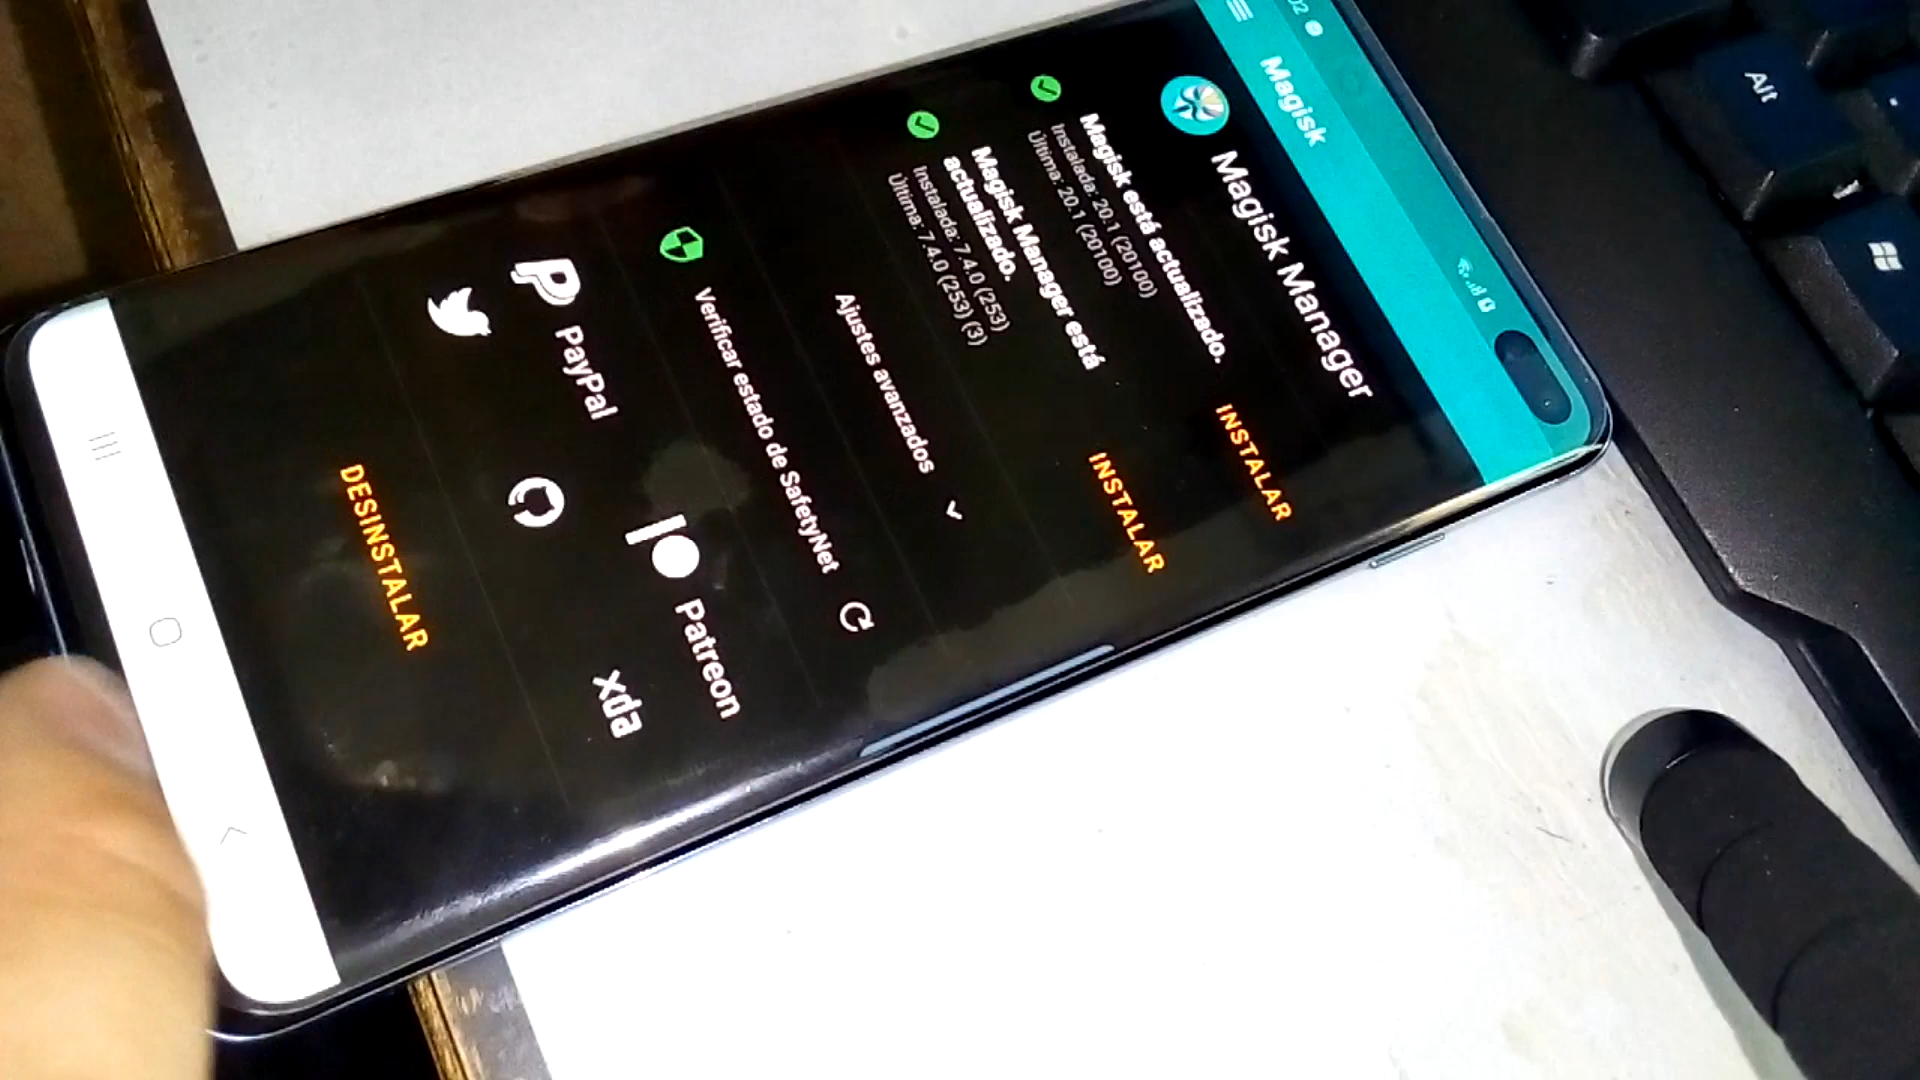 02
Magisk
Magisk Manager
Magisk está actualizado.
Instalada: 20.1 (20100)
Última: 20.1 (20100)
INSTALAR
Magisk Manager está
actualizado.
Instalada: 7.4.0 (253)
Última: 7.4.0 (253) (3)
INSTALAR
Ajustes avanzados
Verificar estado de SafetyNet
PayPal
Patreon
xda
DESINSTALAR
Alt